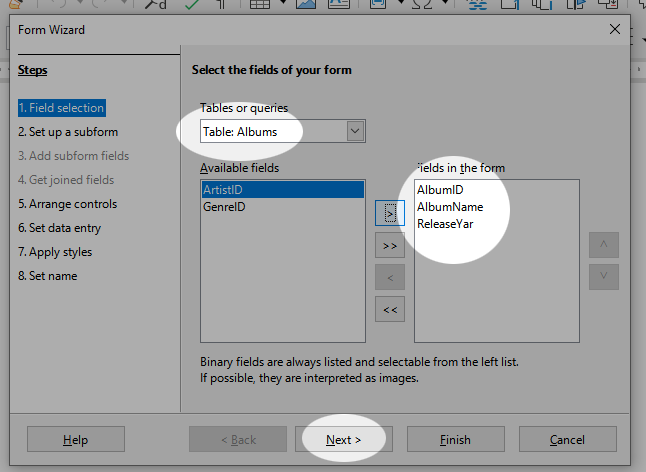 Form Wizard
Steps
1. Field selection
2. Set up a subform
3. Add subform fields
4. Get joined fields
5. Arrange controls
6. Set data entry
7. Apply styles
8. Set name
Select the fields of your form
Tables or queries
Table: Albums
Available fields
ArtistID
GenreID
>
>>
<
<<
Fields in the form
AlbumID
AlbumName
ReleaseYar
Binary fields are always listed and selectable from the left list.
If possible, they are interpreted as images.
Help
< Back
Next >
Finish
Cancel